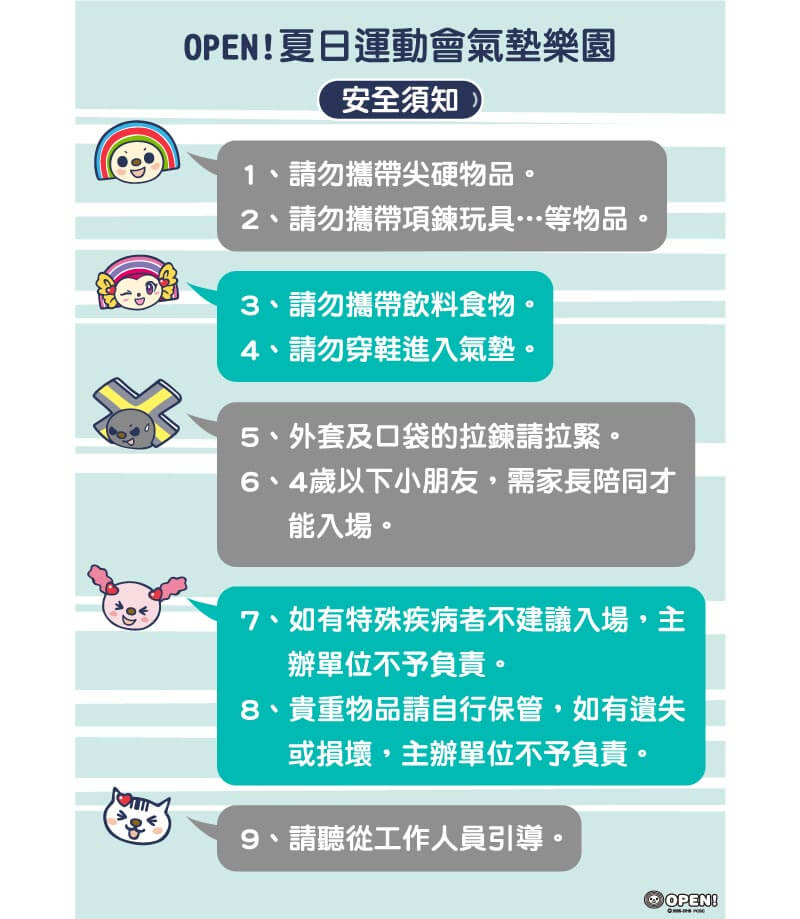 OPEN!夏日運動會氣墊樂園
安全須知
1、請勿攜帶尖硬物品。
2、請勿攜帶項鍊玩具⋯等物品。
3、請勿攜帶飲料食物。
4、請勿穿鞋進入氣墊。
5、外套及口袋的拉鍊請拉緊。
6、4歲以下小朋友，需家長陪同才
能入場。
7、如有特殊疾病者不建議入場，主
辦單位不予負責。
8、貴重物品請自行保管，如有遺失
或損壞，主辦單位不予負責。
9、請聽從工作人員引導。
OPEN!